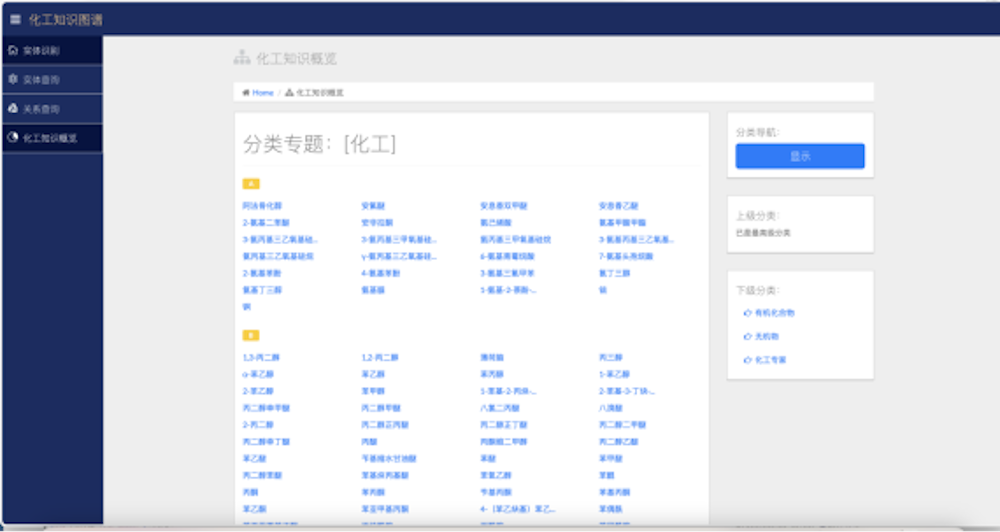 化工知识图谱
实体识别
实体查询
关系查询
化工知识概览
化工知识概览
Home / 化工知识概览
分类专题：[化工]
A
安氟醚 安息香双甲醚 安息香乙醚
2-氨基二苯醚 安替拉酮 氨己烯酸 氨基甲酸甲酯
3-氨丙基三乙氧基硅... 3-氨丙基三甲氧基硅... 氨丙基三甲氧基硅烷 3-氨基丙基三乙氧基...
氨丙基三乙氧基硅烷 γ-氨丙基三乙氧基硅... 6-氨基青霉烷酸 7-氨基头孢烷酸
2-氨基苯酚 4-氨基苯酚 3-氨基三氟甲苯 氨丁三醇
氨基丁三醇 氨基脲 1-氨基-2-萘酚-...
B
1,3-丙二醇 1,2-丙二醇 薄荷脑 丙三醇
α-苯乙醇 苯乙醇 苯丙醇 1-苯乙醇
2-苯乙醇 苯甲醇 1-苯基-2-丙炔-... 2-苯基-3-丁炔-...
丙二醇单甲醚 丙二醇甲醚 八氯二丙醚 八溴醚
2-丙二醇 丙二醇正丙醚 丙二醇正丁醚 丙二醇二甲醚
丙二醇单丁醚 丙醚 丙酮缩二甲醇 丙二醇乙醚
苯乙醚 苄基缩水甘油醚 苯醚 苯甲醚
丙二醇苯醚 苯基烯丙基醚 苯氧乙醇 苯醌
丙酮 苯丙酮 苄基丙酮 苯基丙酮
苯乙酮 苯亚甲基丙酮 4-（苯乙炔基）苯乙... 苯偶酰
分类导航：
显示
上级分类：
已是最高级分类
下级分类：
有机化合物
无机物
化工专家